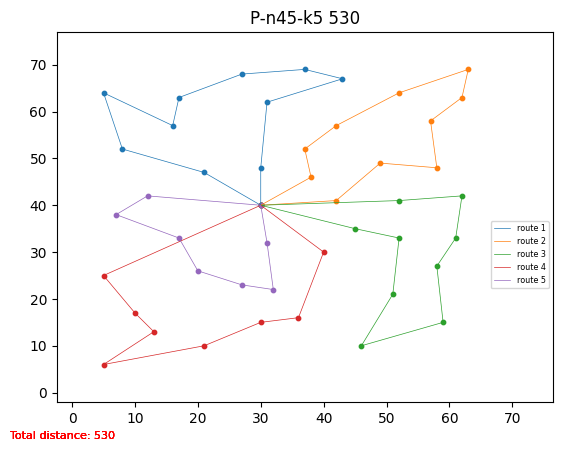 P-n45-k5 530
70
60
50
40
30
20
10
0
route 1
route 2
route 3
route 4
route 5
0 10 20 30 40 50 60 70
Total distance: 530